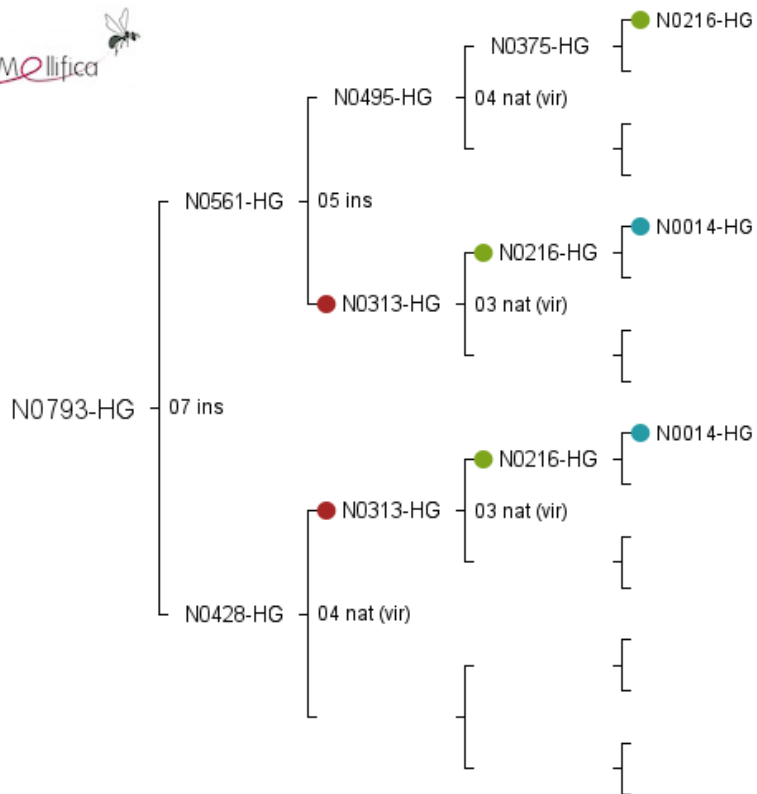 N0216-HG
N0375-HG
Mellifica
N0495-HG
04 nat (vir)
N0561-HG
05 ins
N0014-HG
N0216-HG
N0313-HG
03 nat (vir)
N0793-HG
07 ins
N0014-HG
N0216-HG
N0313-HG
03 nat (vir)
N0428-HG
04 nat (vir)